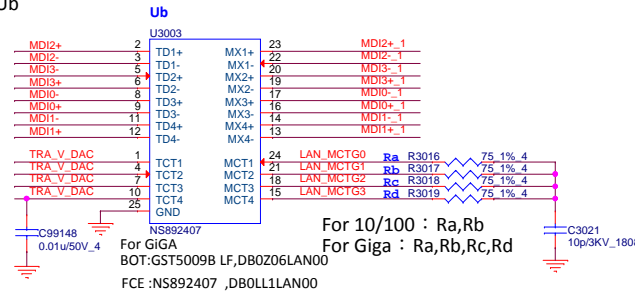 Ub
Ub
U3003
MDI2+ 2 TD1+ MX1+ 23 MDI2+_1
MDI2- 3 TD1- MX1- 22 MDI2-_1
MDI3- 5 TD2+ MX2+ 20 MDI3-_1
MDI3+ 6 TD2- MX2- 19 MDI3+_1
MDI0- 8 TD3+ MX3+ 17 MDI0-_1
MDI0+ 9 TD3- MX3- 16 MDI0+_1
MDI1- 11 TD4+ MX4+ 14 MDI1-_1
MDI1+ 12 TD4- MX4- 13 MDI1+_1
TRA_V_DAC 1 TCT1 MCT1 24 LAN_MCTG0 Ra R3016 75_1%_4
TRA_V_DAC 4 TCT2 MCT2 21 LAN_MCTG1 Rb R3017 75_1%_4
TRA_V_DAC 7 TCT3 MCT3 18 LAN_MCTG2 Rc R3018 75_1%_4
TRA_V_DAC 10 TCT4 MCT4 15 LAN_MCTG3 Rd R3019 75_1%_4
25 GND
NS892407
C99148
0.01u/50V_4
C3021
10p/3KV_1808
For 10/100：Ra,Rb
For Giga：Ra,Rb,Rc,Rd
For GiGA
BOT:GST5009B LF,DB0Z06LAN00
FCE :NS892407 ,DB0LL1LAN00